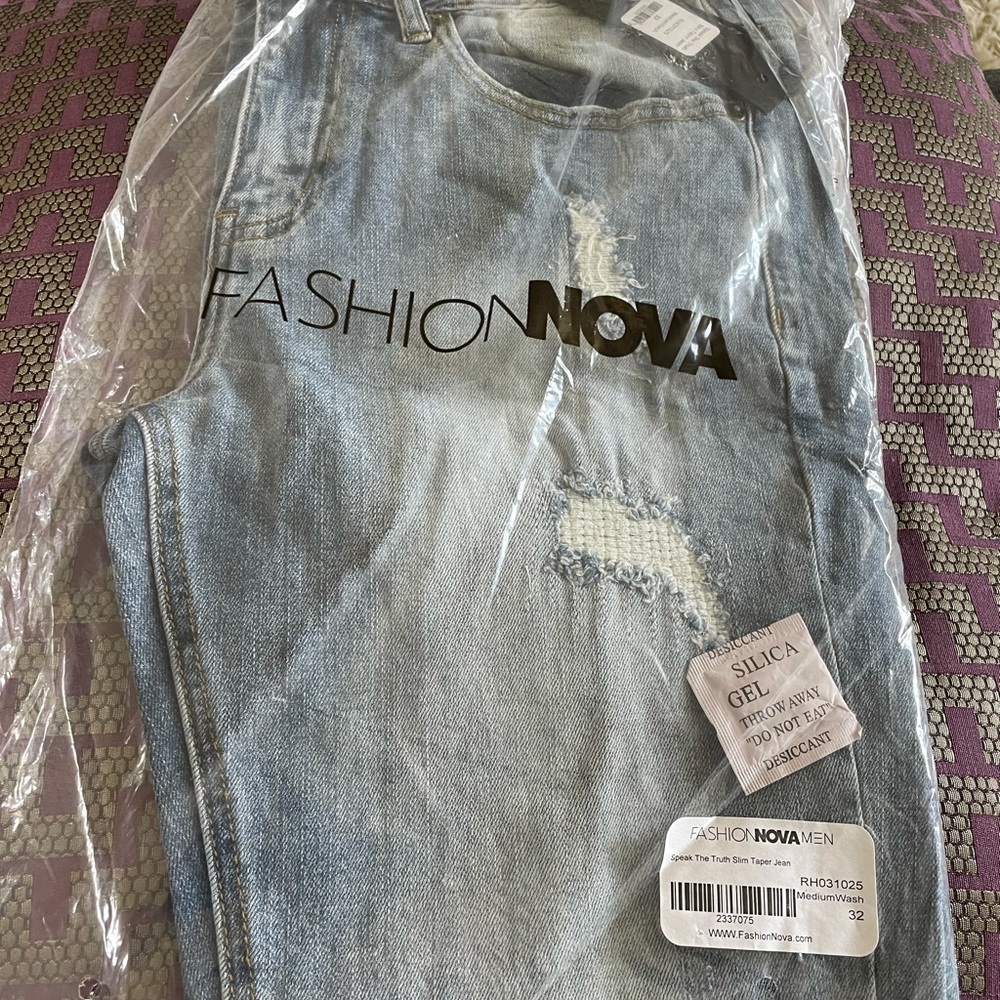 FASHIONNOVA
DESICCANT
SILICA
GEL
THROW AWAY
"DO NOT EAT"
DESICCANT
FASHIONNOVAMEN
Speak The Truth Slim Taper Jean
RH031025
MediumWash
2337075
32
WWW.FashionNova.com